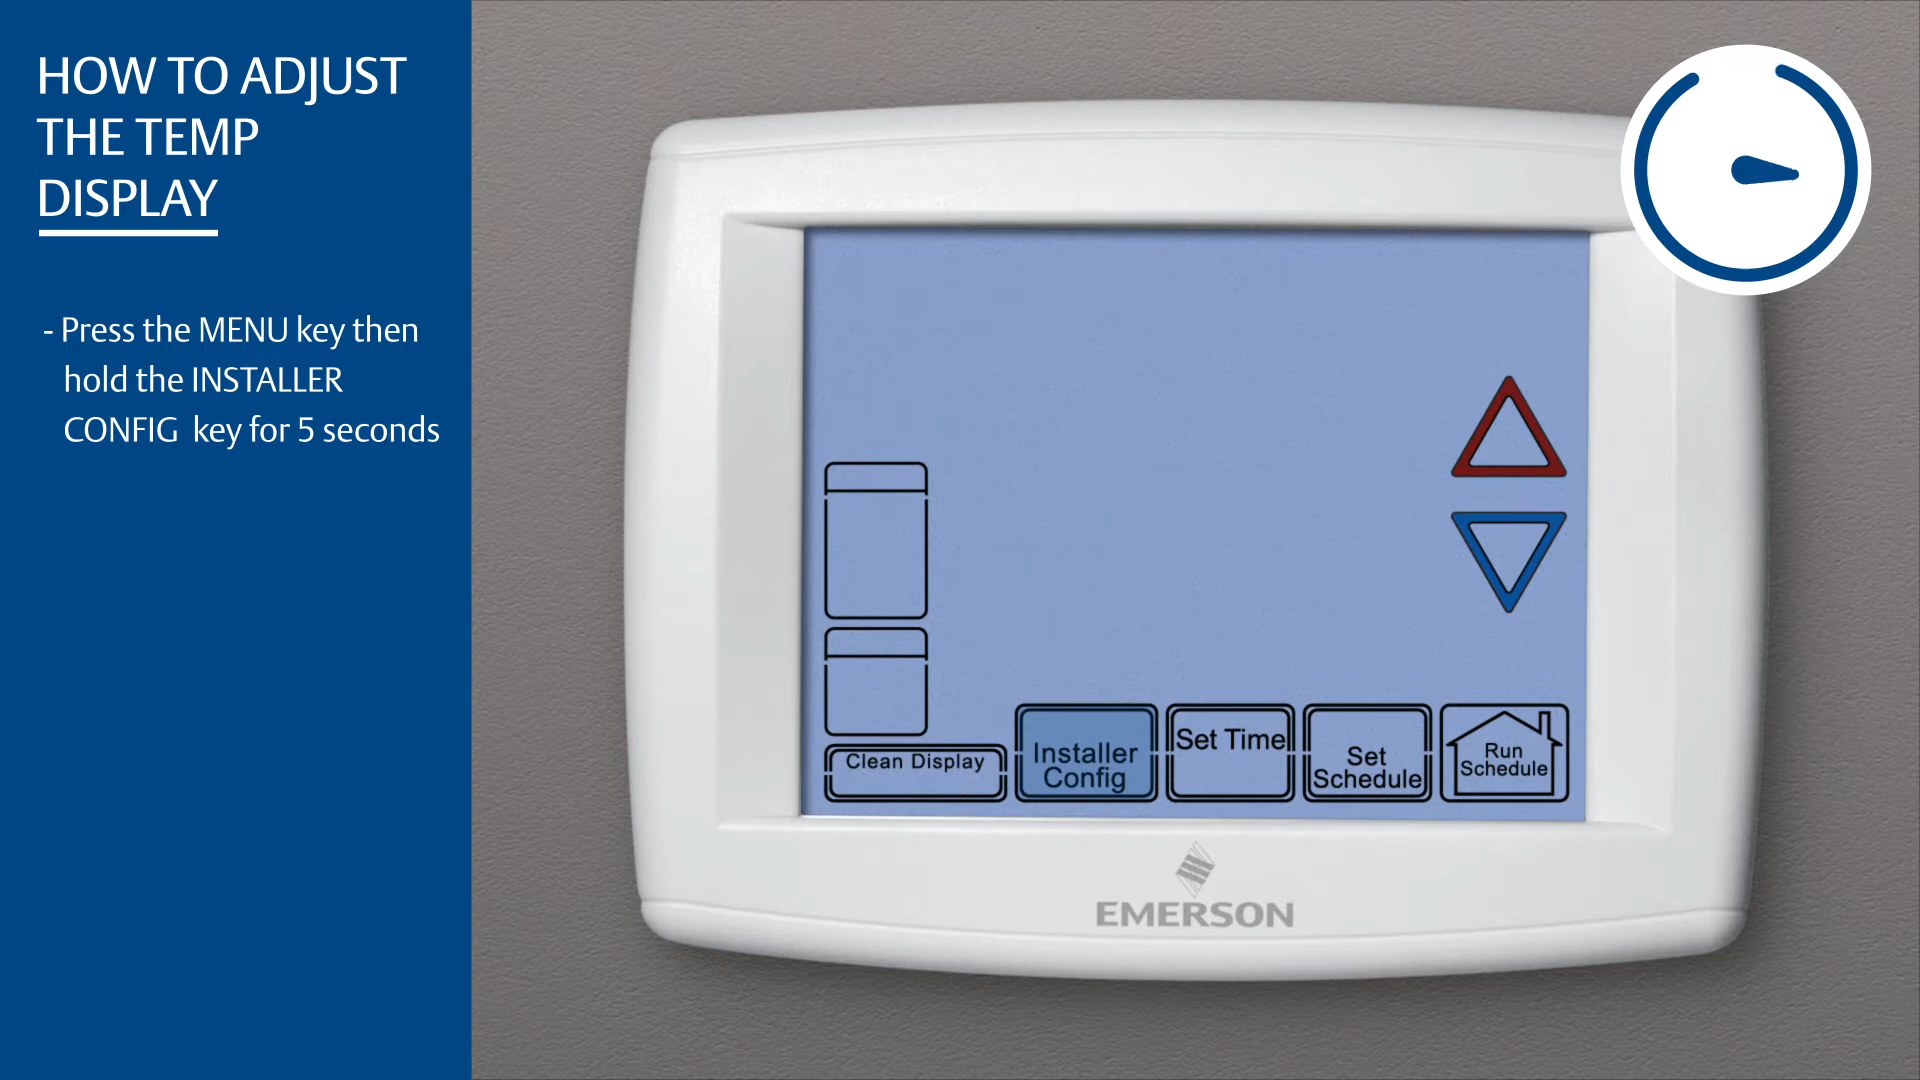 HOW TO ADJUST
THE TEMP
DISPLAY
- Press the MENU key then
hold the INSTALLER
CONFIG key for 5 seconds
Clean Display
Installer
Config
Set Time
Set
Schedule
Run
Schedule
EMERSON